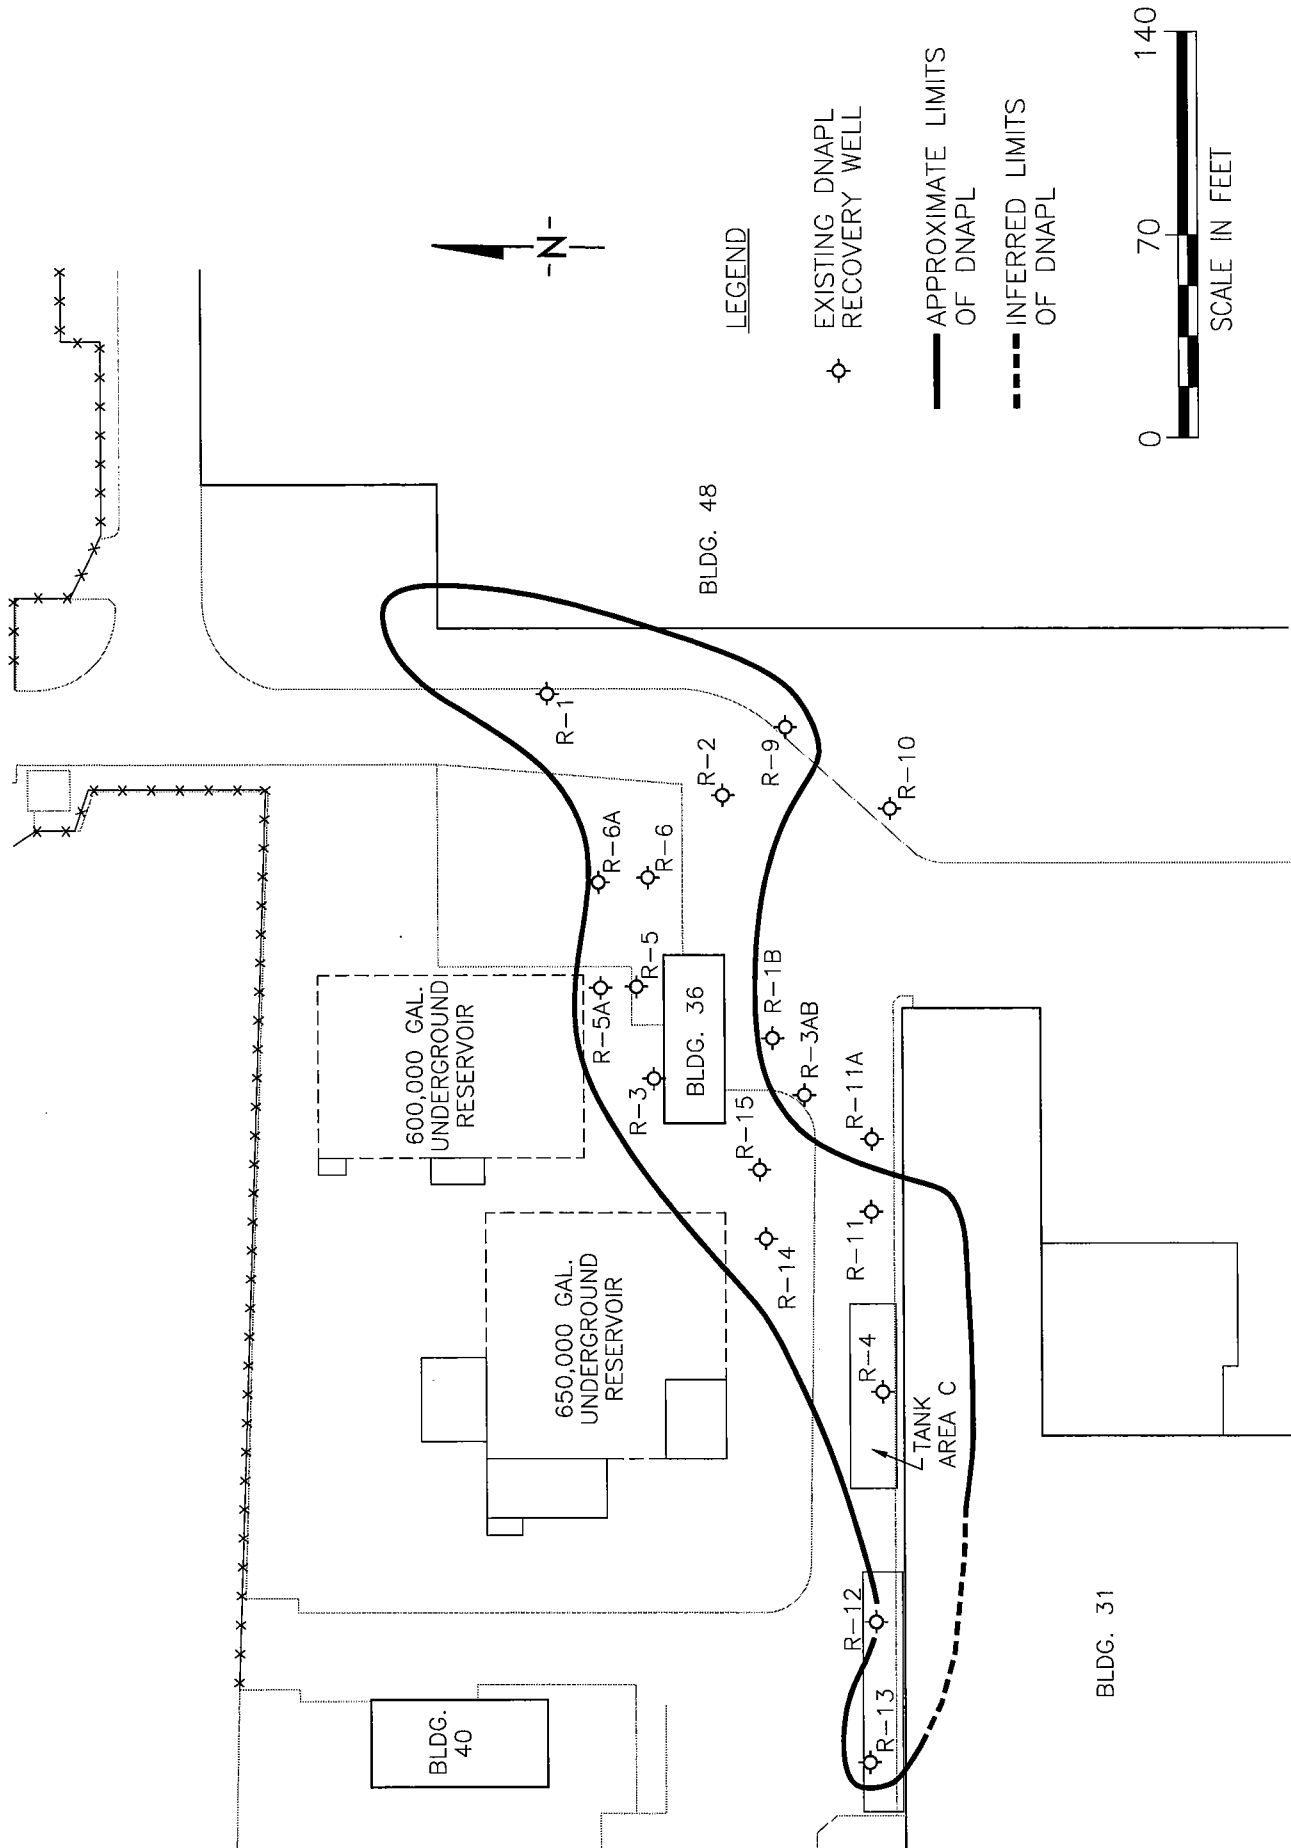 600,000 GAL.
UNDERGROUND
RESERVOIR
650,000 GAL.
UNDERGROUND
RESERVOIR
BLDG.
40
BLDG. 36
BLDG. 48
BLDG. 31
TANK
AREA C
R-1
R-2
R-9
R-10
R-6A
R-6
R-5
R-5A
R-3
R-1B
R-3AB
R-15
R-11A
R-14
R-11
R-4
R-12
R-13
-N-
LEGEND
EXISTING DNAPL
RECOVERY WELL
APPROXIMATE LIMITS
OF DNAPL
INFERRED LIMITS
OF DNAPL
0 70 140
SCALE IN FEET